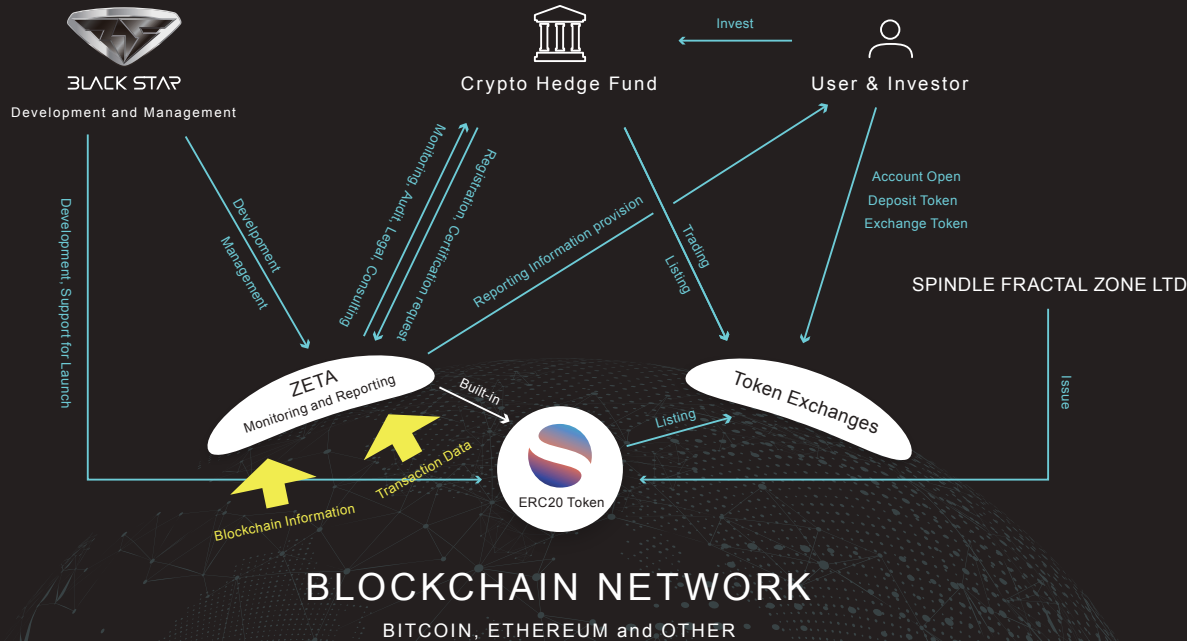 BLACK STAR
Development and Management
Crypto Hedge Fund
Invest
User & Investor
Development, Support for Launch
Develpoment
Management
Monitoring, Audit, Legal, Consulting
Registration, Certification request
Reporting Information provision
Trading
Listing
Account Open
Deposit Token
Exchange Token
SPINDLE FRACTAL ZONE LTD
Issue
ZETA
Monitoring and Reporting
Built-in
Token Exchanges
Listing
ERC20 Token
Transaction Data
Blockchain Information
BLOCKCHAIN NETWORK
BITCOIN, ETHEREUM and OTHER